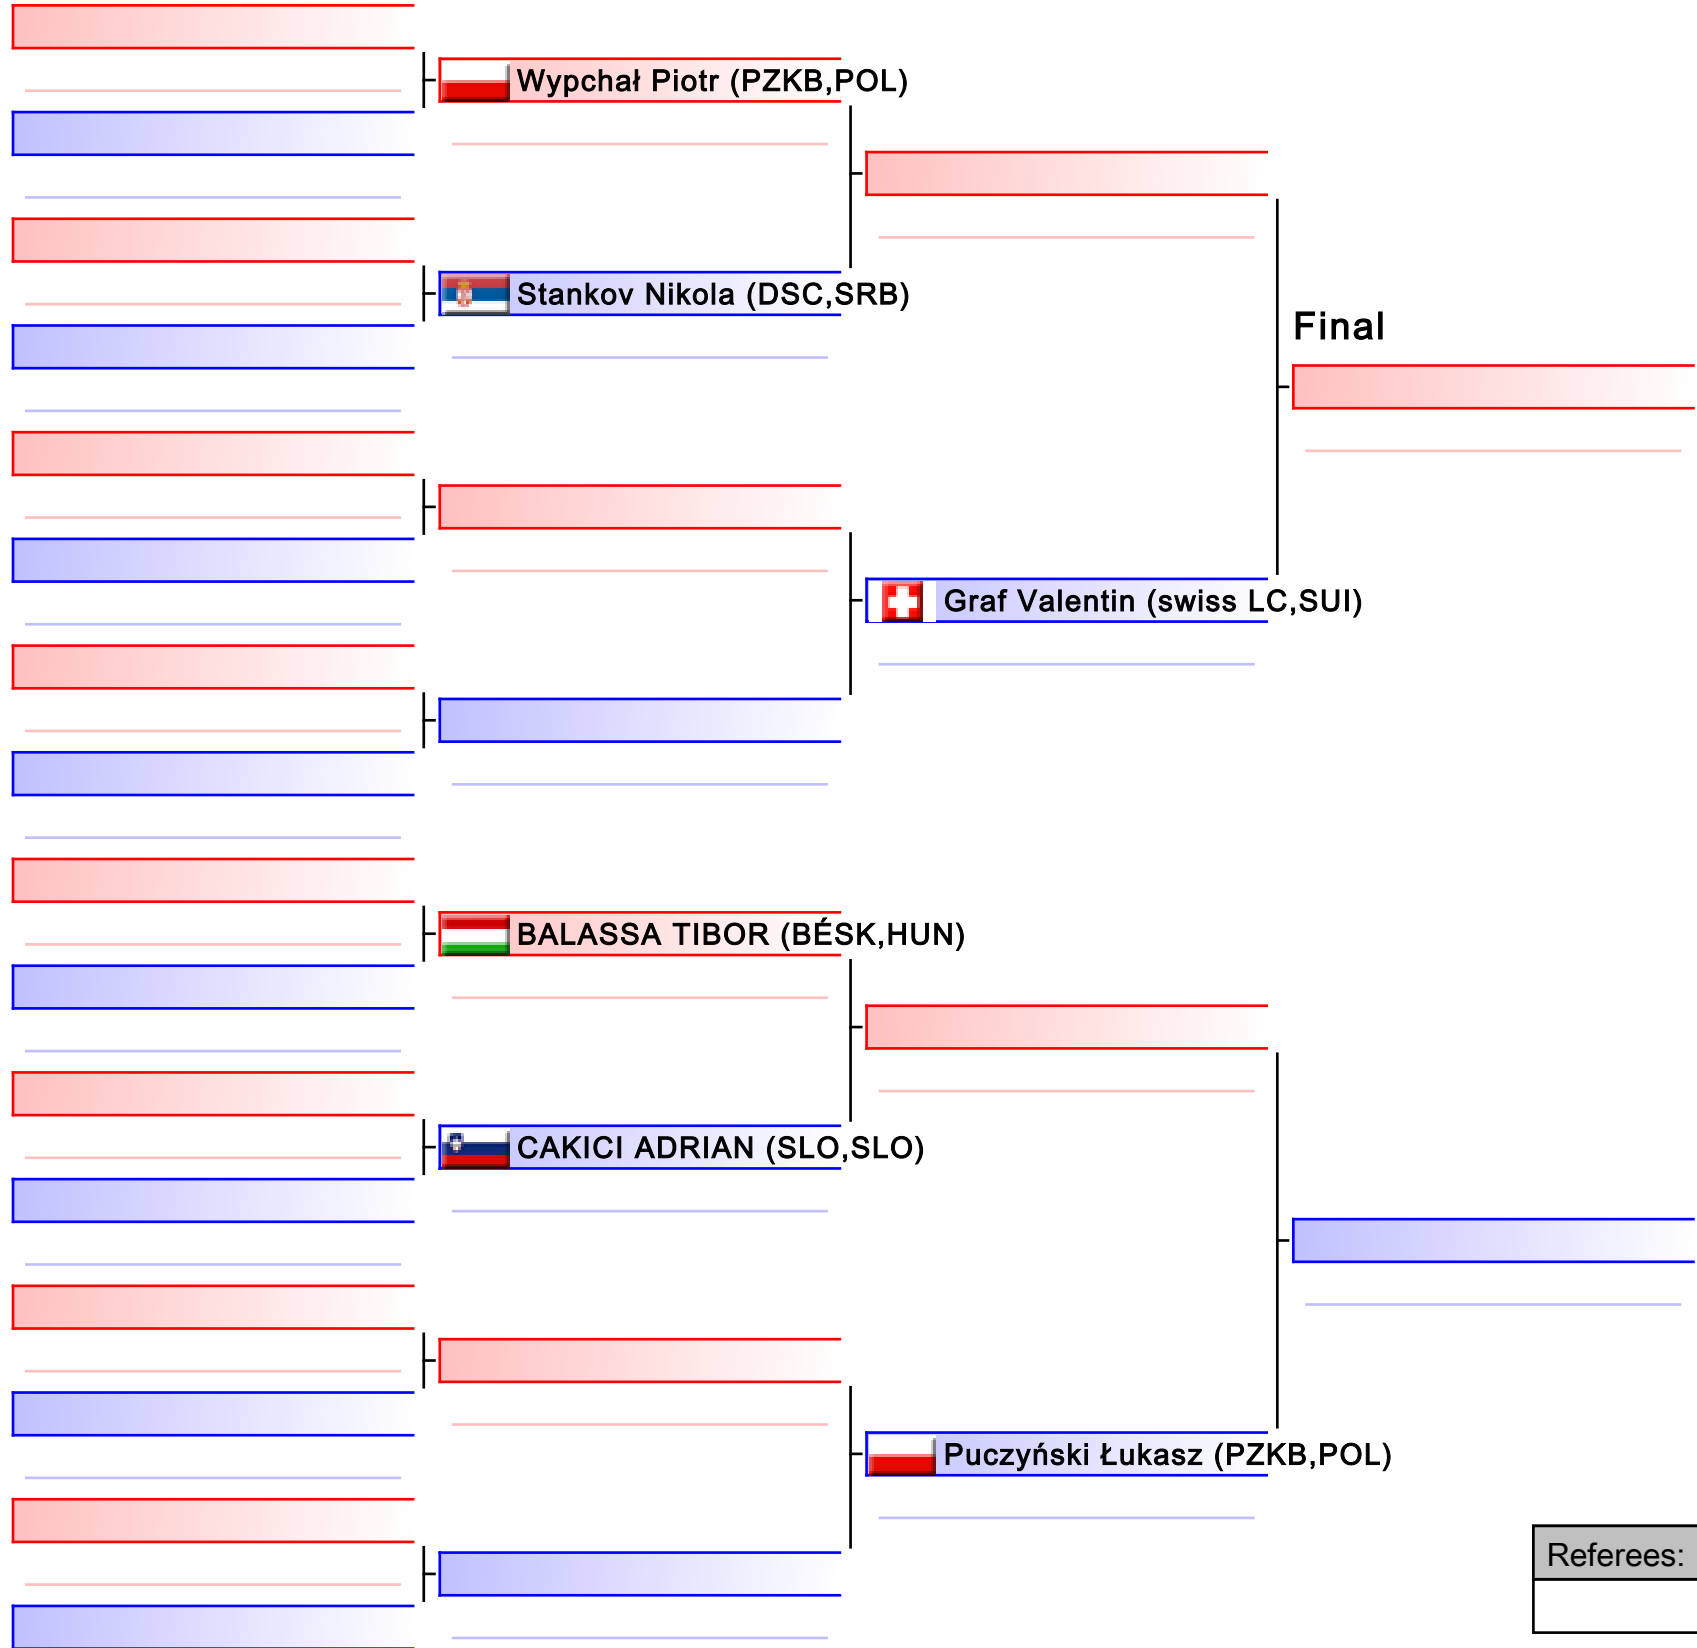 Wypchał Piotr (PZKB,POL)
Stankov Nikola (DSC,SRB)
Final
Graf Valentin (swiss LC,SUI)
BALASSA TIBOR (BÉSK,HUN)
CAKICI ADRIAN (SLO,SLO)
Puczyński Łukasz (PZKB,POL)
Referees: